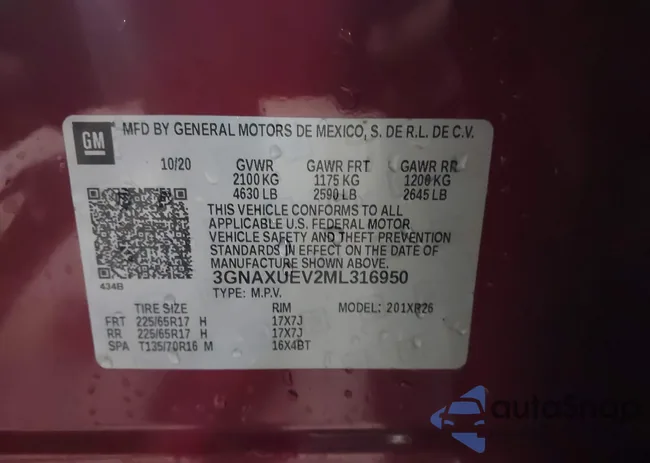 GM
MFD BY GENERAL MOTORS DE MEXICO, S. DE R.L. DE C.V.
10/20 GVWR GAWR FRT GAWR RR
2100 KG 1175 KG 1200 KG
4630 LB 2590 LB 2645 LB
THIS VEHICLE CONFORMS TO ALL
APPLICABLE U.S. FEDERAL MOTOR
VEHICLE SAFETY AND THEFT PREVENTION
STANDARDS IN EFFECT ON THE DATE OF
MANUFACTURE SHOWN ABOVE.
434B
3GNAXUEV2ML316950
TYPE: M.P.V.
TIRE SIZE RIM MODEL: 201XR26
FRT 225/65R17 H 17X7J
RR 225/65R17 H 17X7J
SPA T135/70R16 M 16X4BT
autoSnap